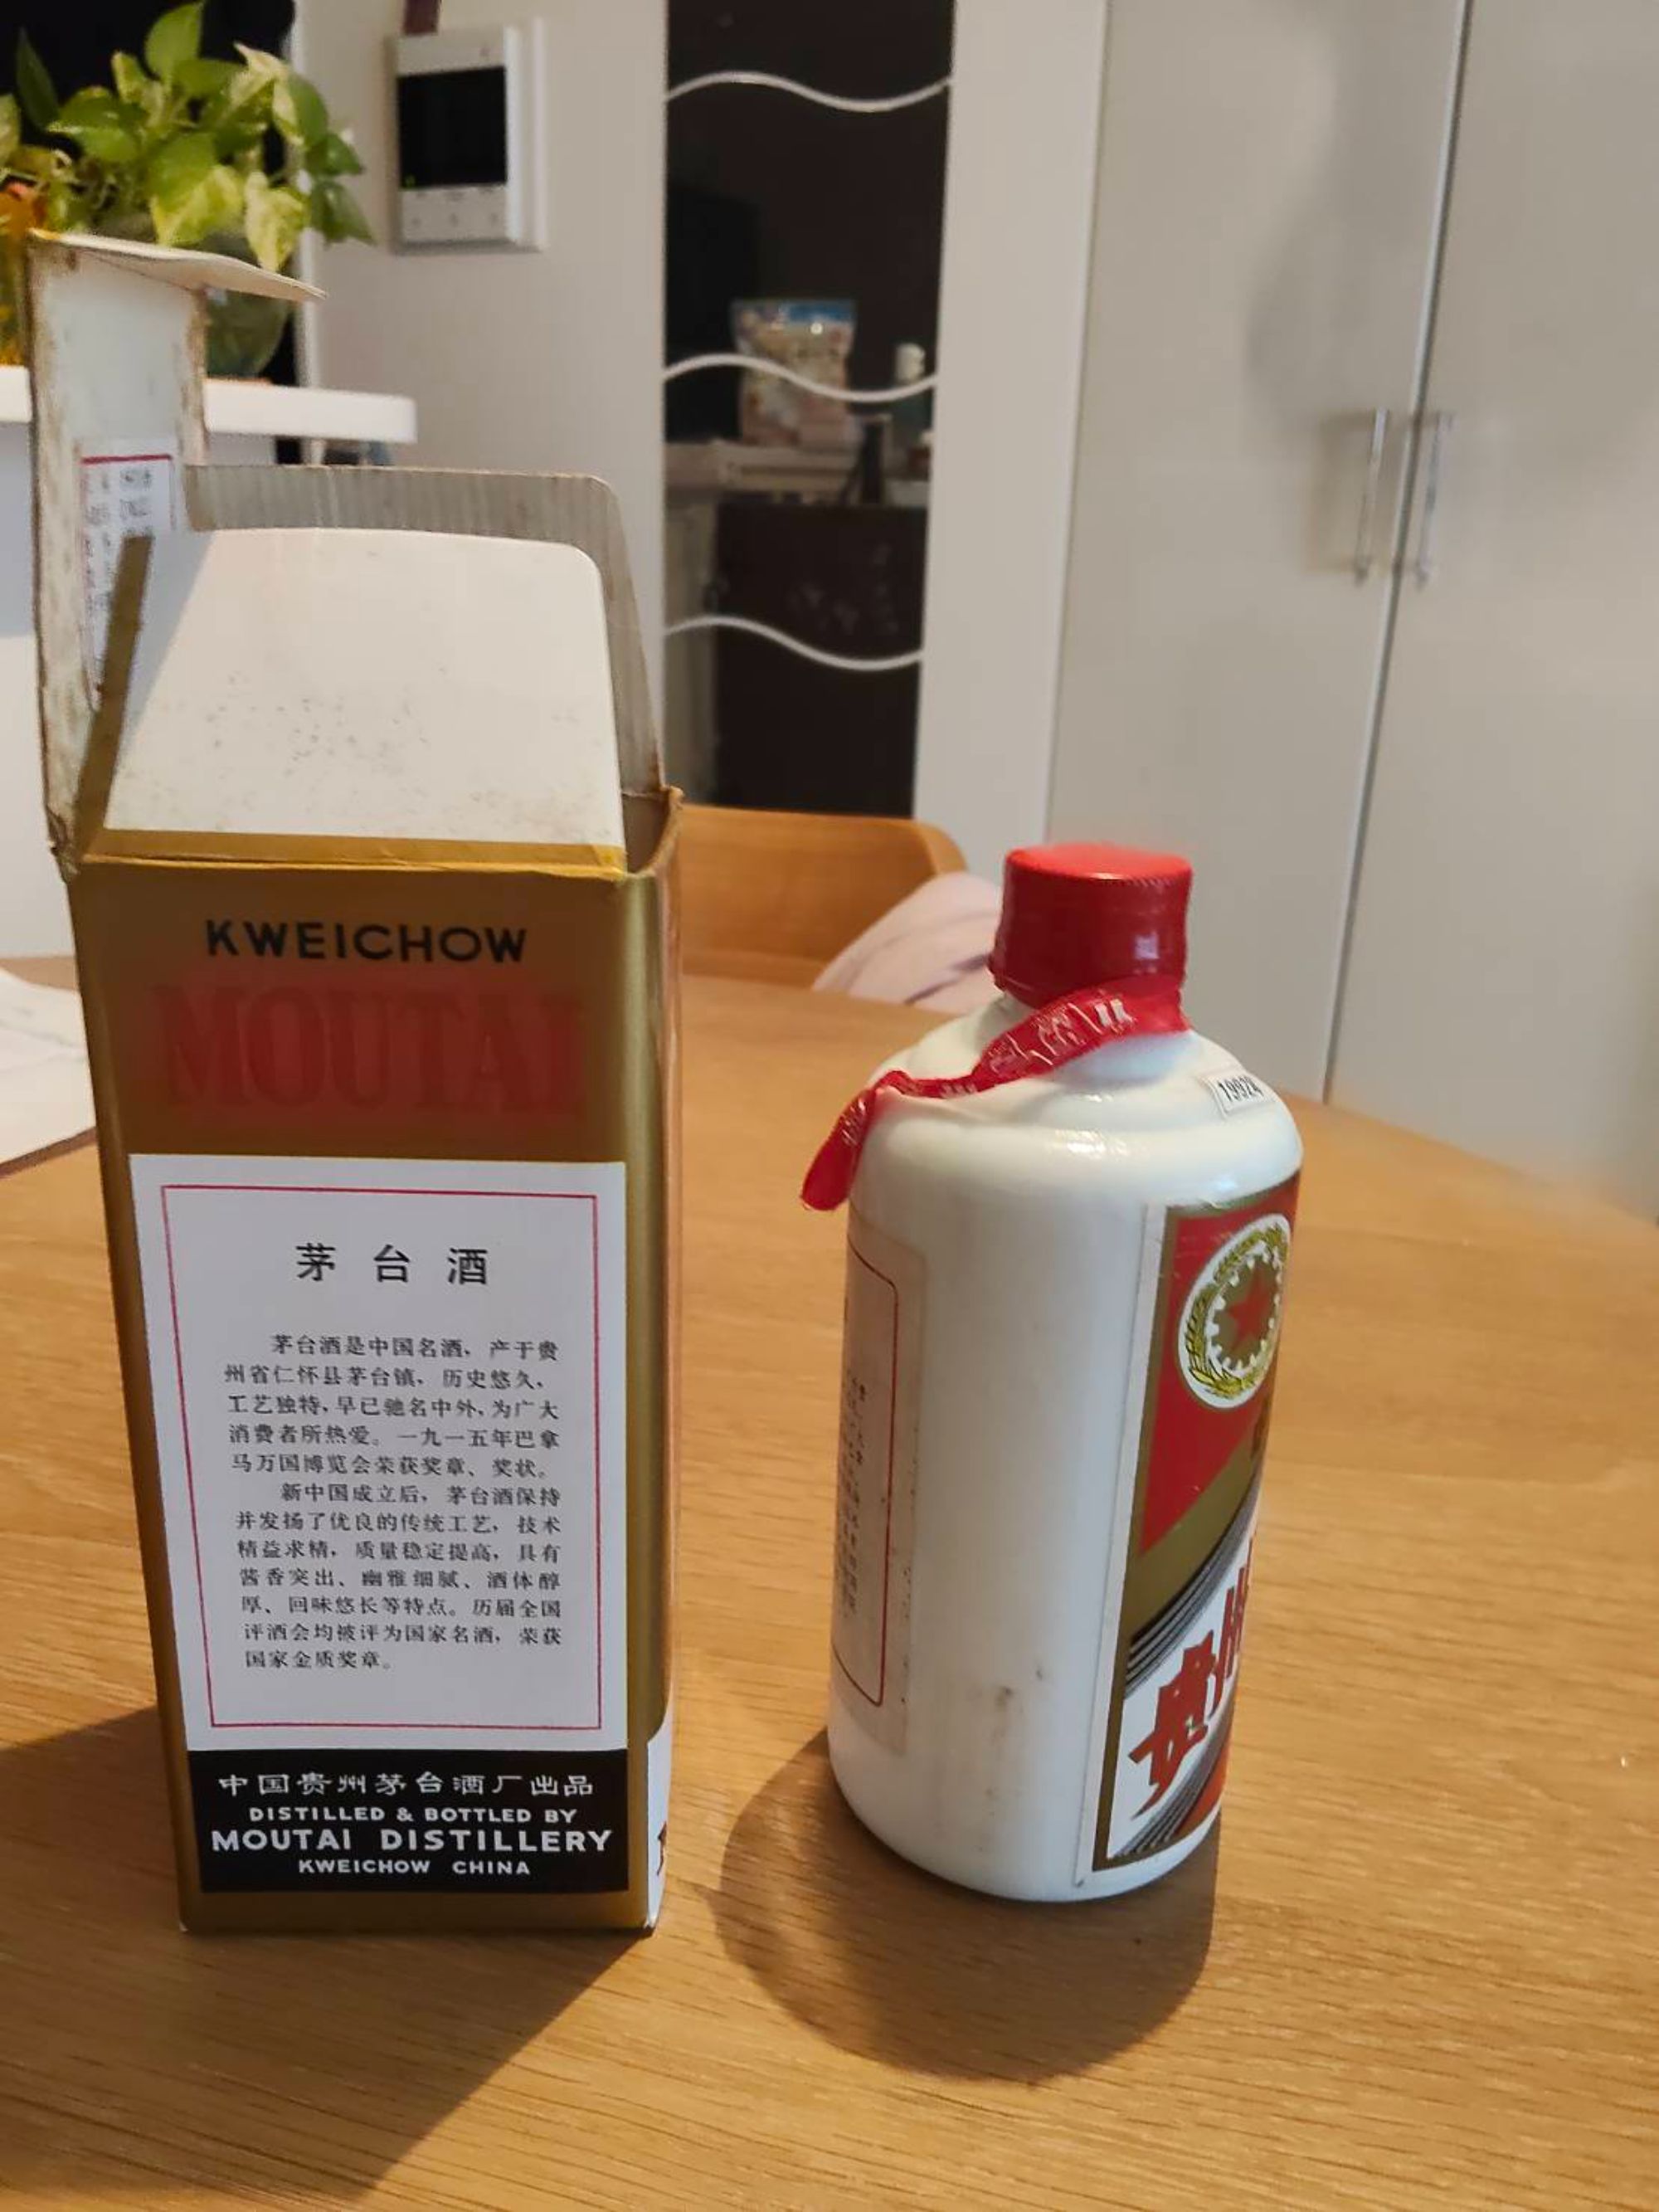 KWEICHOW
MOUTAI
茅台酒
茅台酒是中国名酒，产于贵
州省仁怀县茅台镇，历史悠久，
工艺独特，早已驰名中外，为广大
消费者所热爱。一九一五年巴拿
马万国博览会荣获奖章、奖状。
新中国成立后，茅台酒保持
并发扬了优良的传统工艺，技术
精益求精，质量稳定提高，具有
酱香突出、幽雅细腻、酒体醇
厚、回味悠长等特点。历届全国
评酒会均被评为国家名酒，荣获
国家金质奖章。
中国贵州茅台酒厂出品
DISTILLED & BOTTLED BY
MOUTAI DISTILLERY
KWEICHOW CHINA
贵州